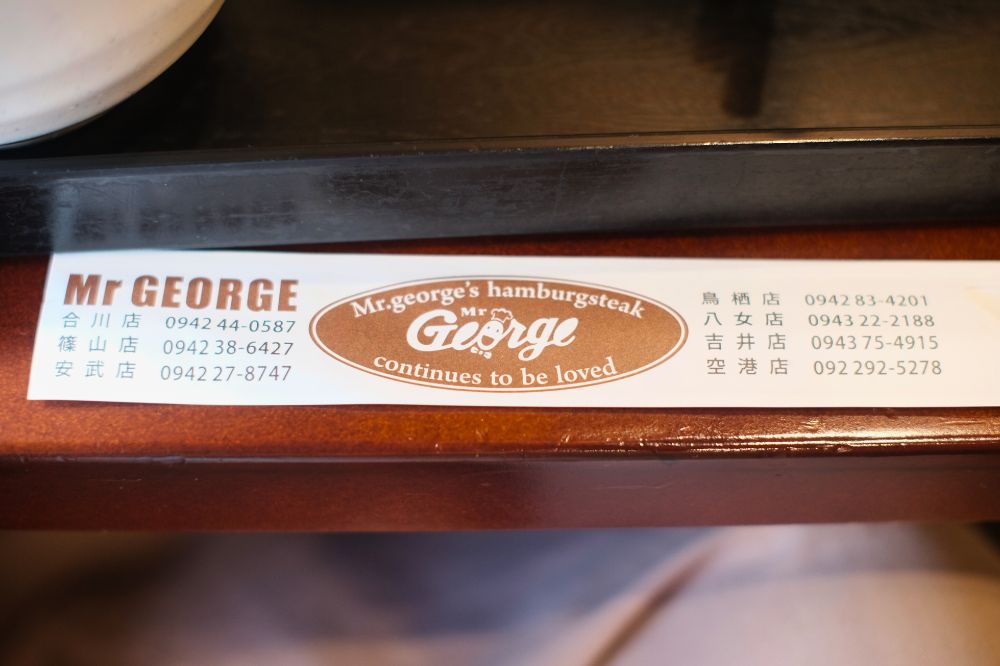 Mr GEORGE
合川店 0942 44-0587
篠山店 0942 38-6427
安武店 0942 27-8747
Mr.george's hamburgsteak
Mr
George
continues to be loved
鳥栖店 0942 83-4201
八女店 0943 22-2188
吉井店 0943 75-4915
空港店 092 292-5278